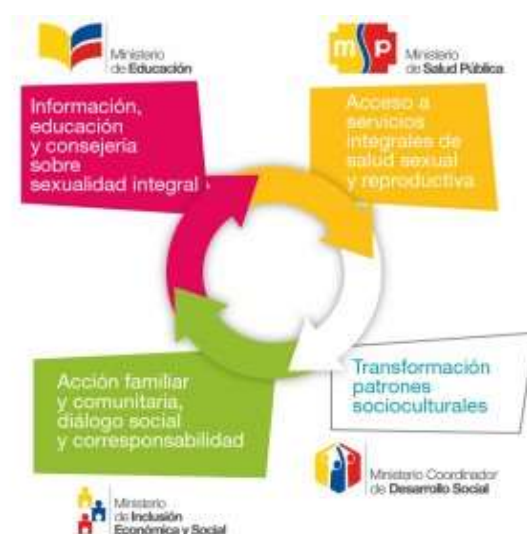 Ministerio
de Educación
msp
Ministerio
de Salud Pública
Información,
educación
y consejería
sobre
sexualidad integral
Acceso a
servicios
integrales de
salud sexual
y reproductiva
Acción familiar
y comunitaria,
diálogo social
y corresponsabilidad
Transformación
patrones
socioculturales
Ministerio
de Inclusión
Económica y Social
Ministerio Coordinador
de Desarrollo Social